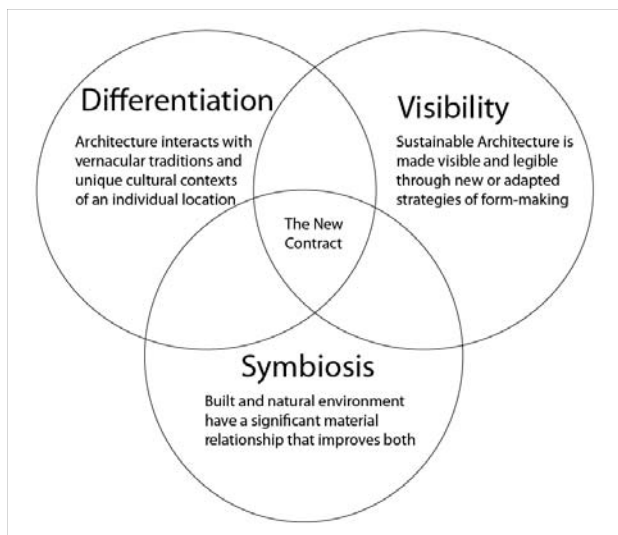 Differentiation
Architecture interacts with
vernacular traditions and
unique cultural contexts
of an individual location
Visibility
Sustainable Architecture is
made visible and legible
through new or adapted
strategies of form-making
The New
Contract
Symbiosis
Built and natural environment
have a significant material
relationship that improves both